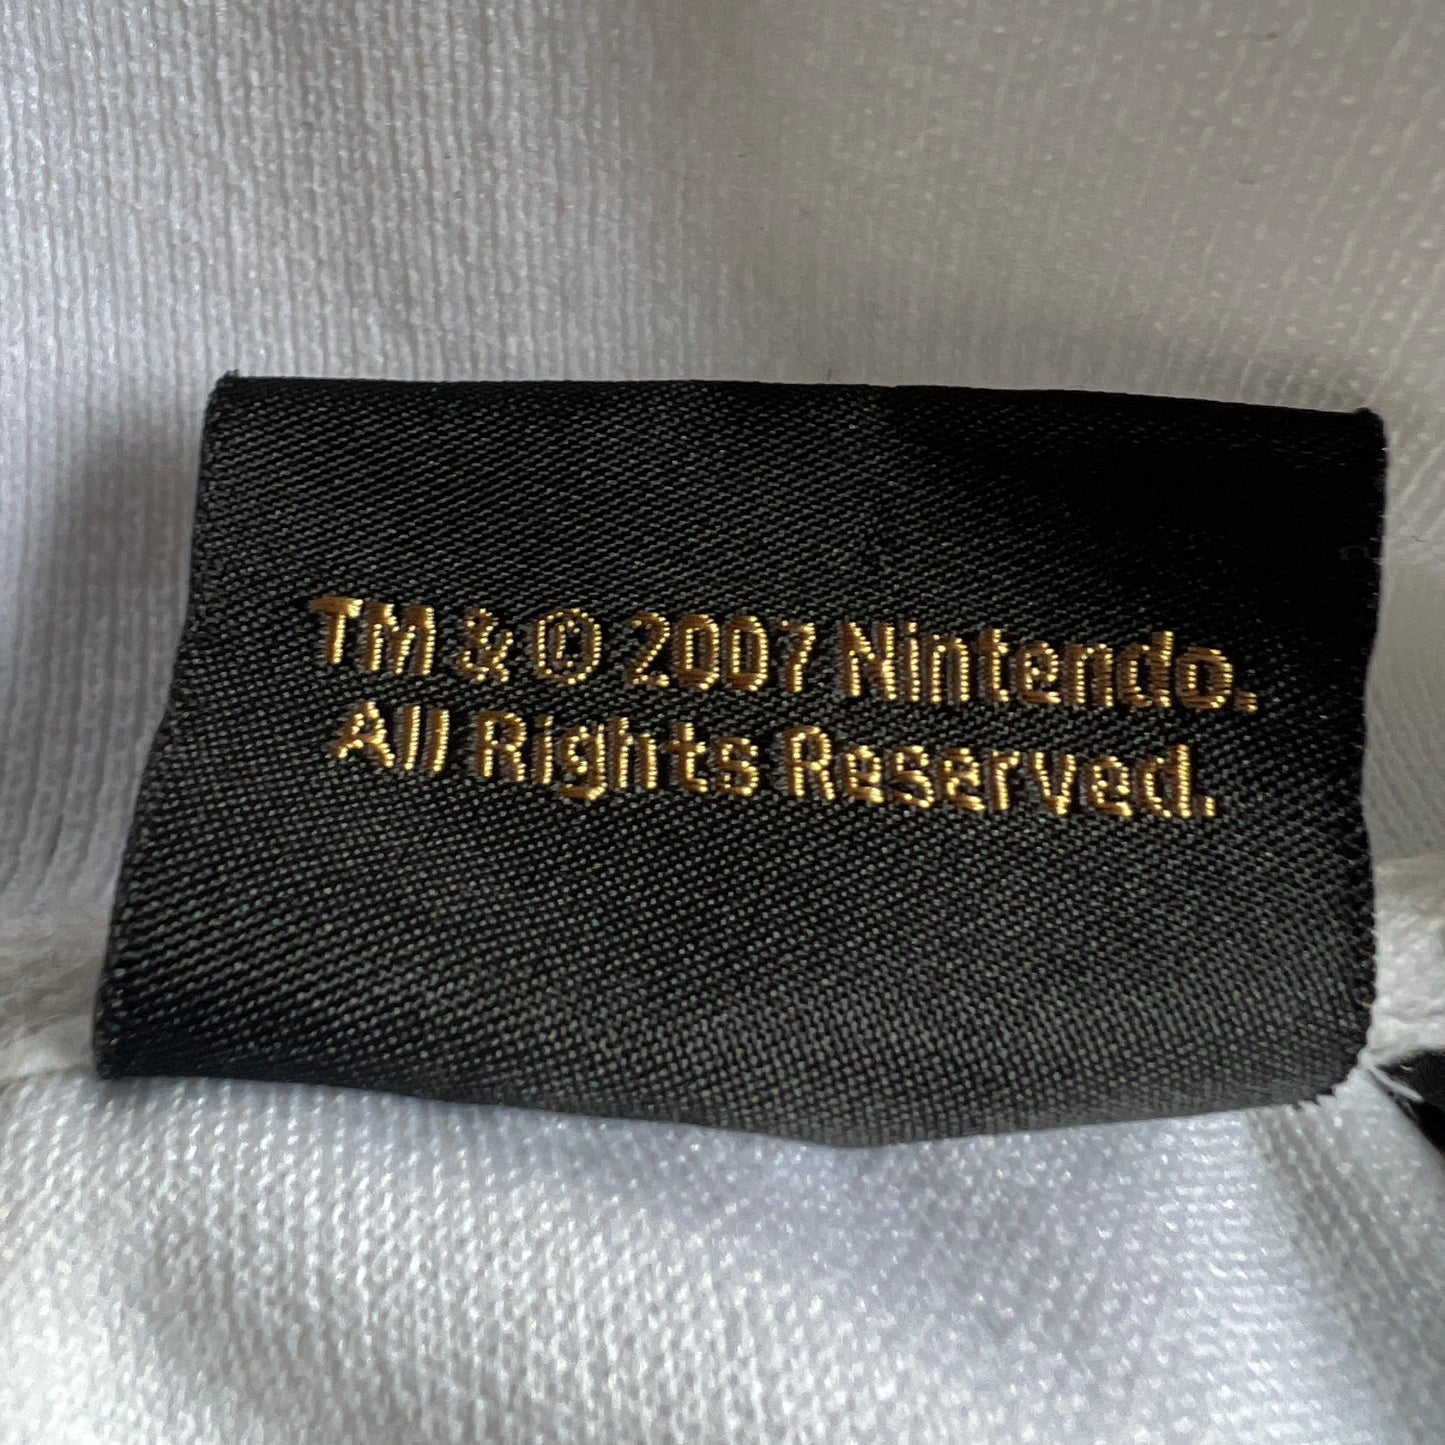 TM & © 2007 Nintendo.
All Rights Reserved.